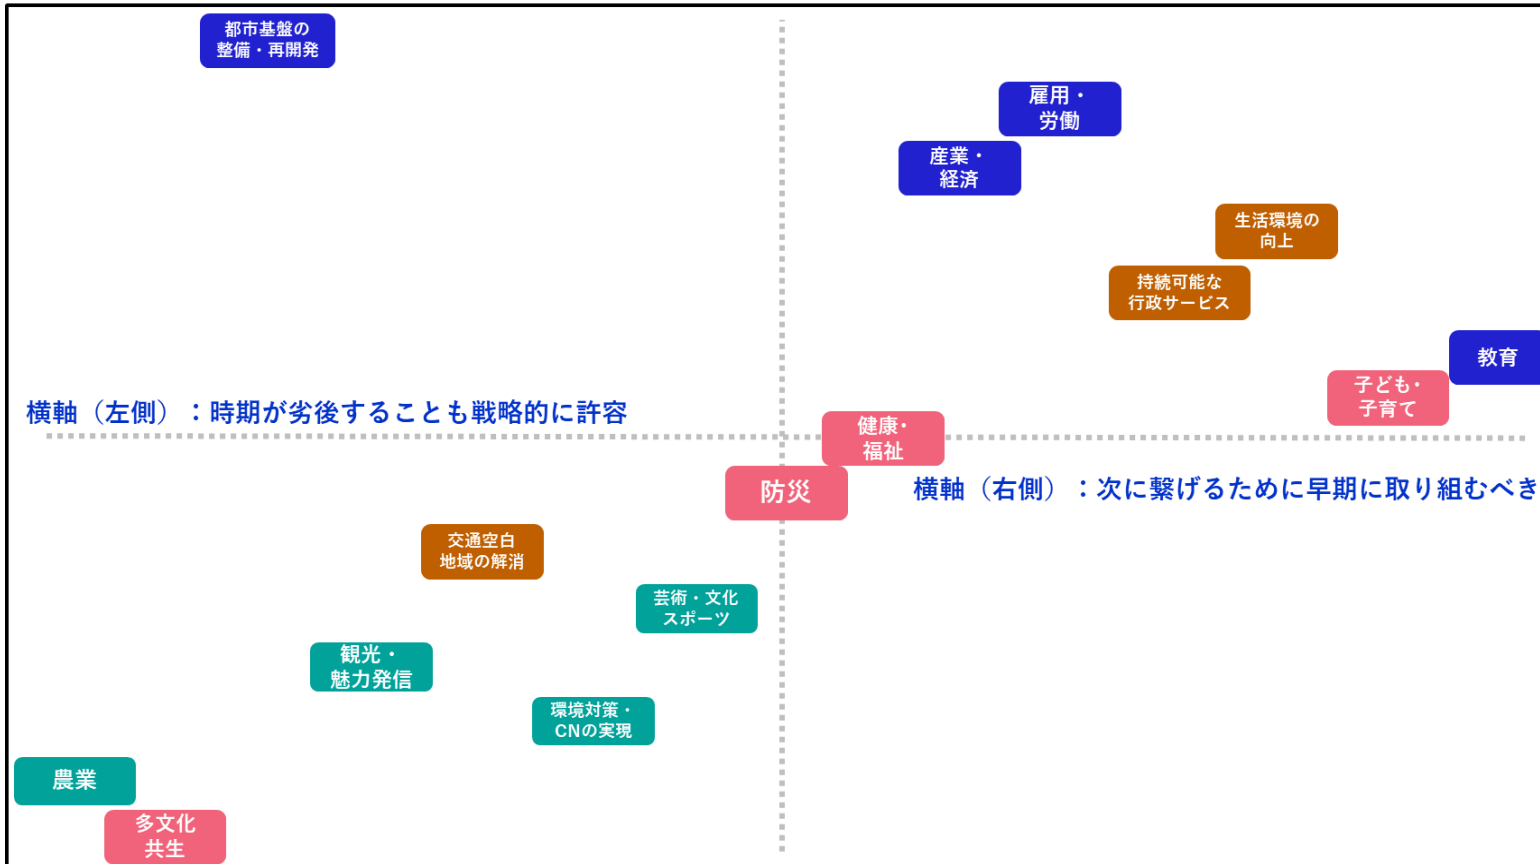 都市基盤の
整備・再開発
雇用・
労働
産業・
経済
生活環境の
向上
持続可能な
行政サービス
教育
子ども・
子育て
横軸（左側）：時期が劣後することも戦略的に許容
健康・
福祉
防災
横軸（右側）：次に繋げるために早期に取り組むべき
交通空白
地域の解消
芸術・文化
スポーツ
観光・
魅力発信
環境対策・
CNの実現
農業
多文化
共生